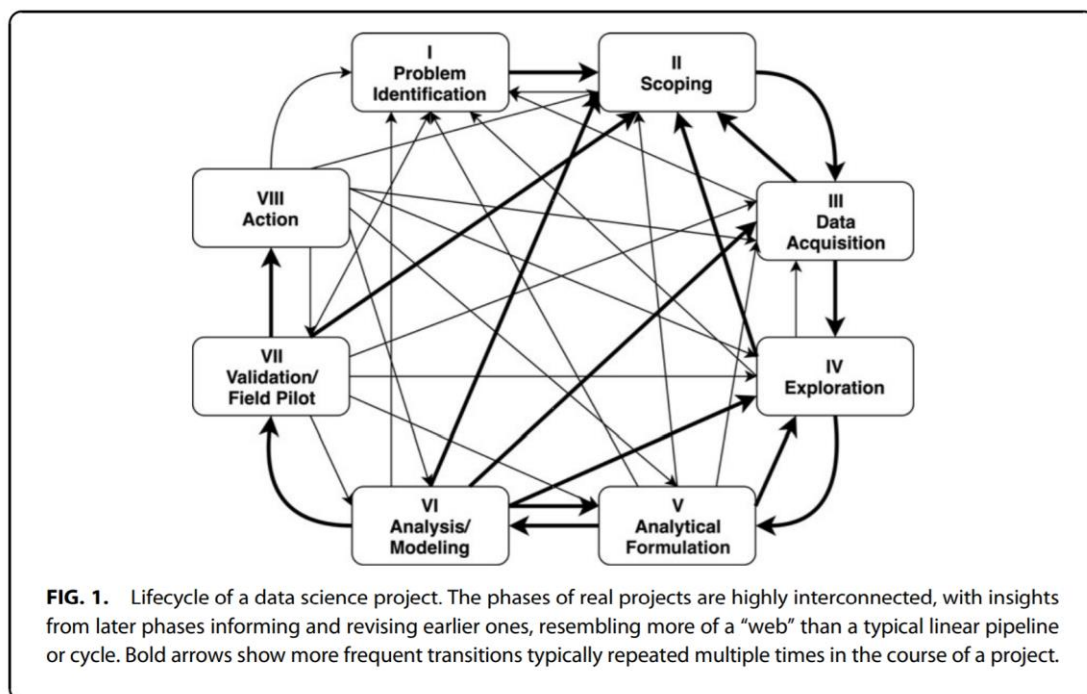 I
Problem
Identification
II
Scoping
VIII
Action
III
Data
Acquisition
VII
Validation/
Field Pilot
IV
Exploration
VI
Analysis/
Modeling
V
Analytical
Formulation
FIG. 1. Lifecycle of a data science project. The phases of real projects are highly interconnected, with insights
from later phases informing and revising earlier ones, resembling more of a “web” than a typical linear pipeline
or cycle. Bold arrows show more frequent transitions typically repeated multiple times in the course of a project.